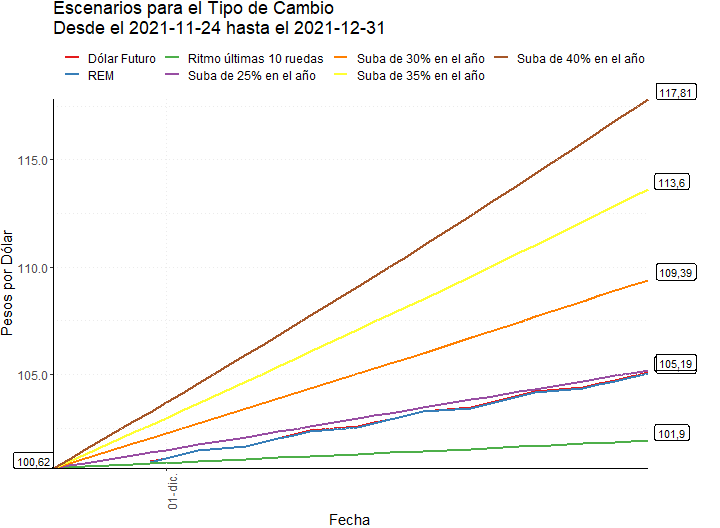 Escenarios para el Tipo de Cambio
Desde el 2021-11-24 hasta el 2021-12-31
Dólar Futuro
Ritmo últimas 10 ruedas
Suba de 30% en el año
Suba de 40% en el año
REM
Suba de 25% en el año
Suba de 35% en el año
117,81
115.0
113,6
Pesos por Dólar
110.0
109,39
105.0
105,19
101,9
100,62
01-dic.
Fecha